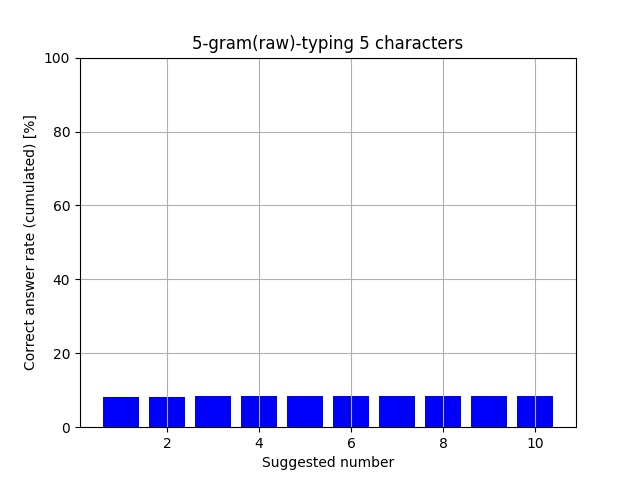 5-gram(raw)-typing 5 characters
100
80
60
40
20
0
Correct answer rate (cumulated) [%]
2 4 6 8 10
Suggested number